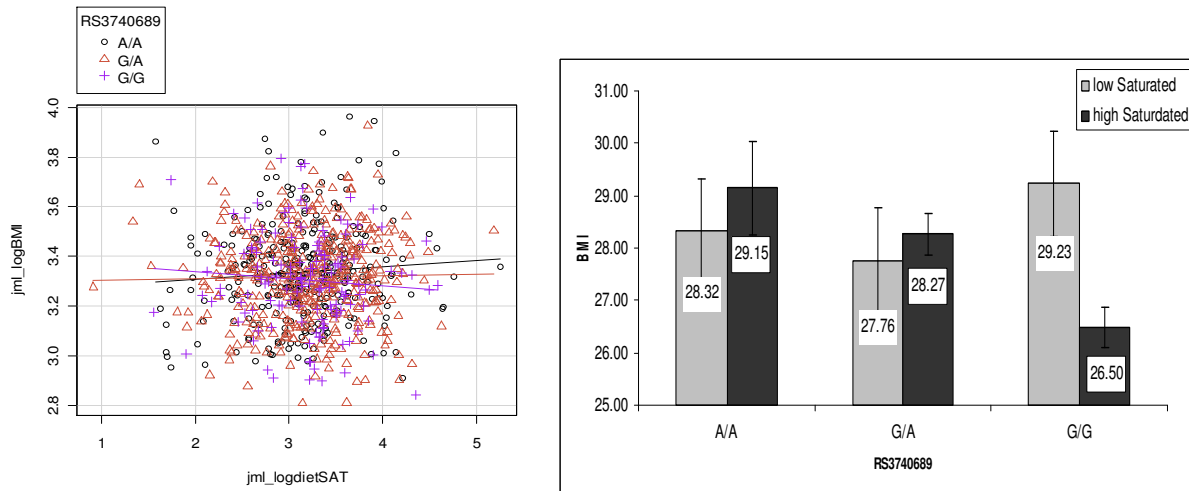 RS3740689
A/A
G/A
G/G
jml_logBMI
4.0
3.8
3.6
3.4
3.2
3.0
2.8
1 2 3 4 5
jml_logdietSAT
low Saturated
high Saturdated
BMI
31.00
30.00
29.00
28.00
27.00
26.00
25.00
28.32
29.15
27.76
28.27
29.23
26.50
A/A G/A G/G
RS3740689